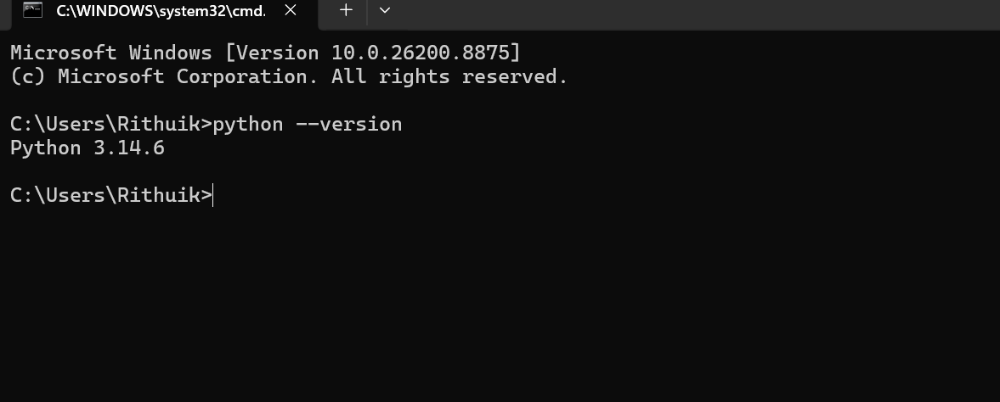 C:\WINDOWS\system32\cmd.
Microsoft Windows [Version 10.0.26200.8875]
(c) Microsoft Corporation. All rights reserved.
C:\Users\Rithuik>python --version
Python 3.14.6
C:\Users\Rithuik>